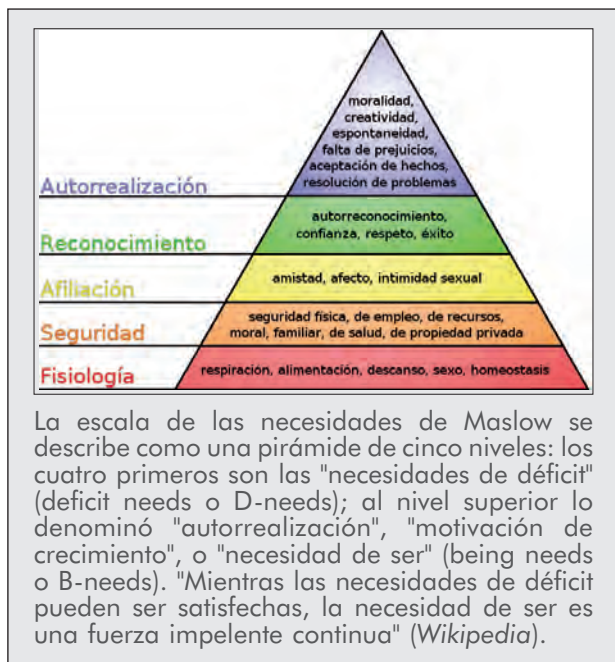 moralidad,
creatividad,
espontaneidad,
falta de prejuicios,
aceptación de hechos,
resolución de problemas
Autorrealización
autorreconocimiento,
confianza, respeto, éxito
Reconocimiento
amistad, afecto, intimidad sexual
Afiliación
seguridad física, de empleo, de recursos,
moral, familiar, de salud, de propiedad privada
Seguridad
respiración, alimentación, descanso, sexo, homeostasis
Fisiología
La escala de las necesidades de Maslow se
describe como una pirámide de cinco niveles: los
cuatro primeros son las "necesidades de déficit"
(deficit needs o D-needs); al nivel superior lo
denominó "autorrealización", "motivación de
crecimiento", o "necesidad de ser" (being needs
o B-needs). "Mientras las necesidades de déficit
pueden ser satisfechas, la necesidad de ser es
una fuerza impelente continua" (Wikipedia).